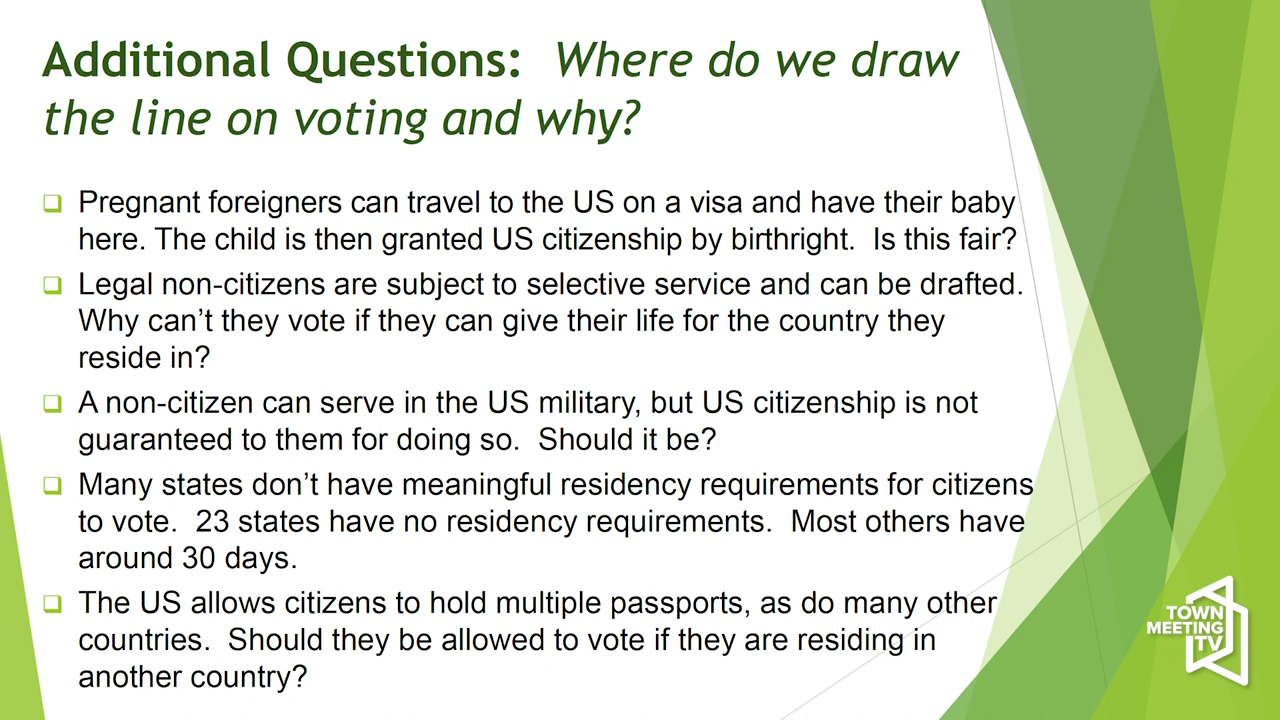 Additional Questions: Where do we draw
the line on voting and why?
❑ Pregnant foreigners can travel to the US on a visa and have their baby
here. The child is then granted US citizenship by birthright. Is this fair?
❑ Legal non-citizens are subject to selective service and can be drafted.
Why can’t they vote if they can give their life for the country they
reside in?
❑ A non-citizen can serve in the US military, but US citizenship is not
guaranteed to them for doing so. Should it be?
❑ Many states don’t have meaningful residency requirements for citizens
to vote. 23 states have no residency requirements. Most others have
around 30 days.
❑ The US allows citizens to hold multiple passports, as do many other
countries. Should they be allowed to vote if they are residing in
another country?
TOWN
MEETING
TV